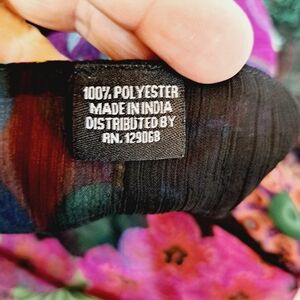 100% POLYESTER
MADE IN INDIA
DISTRIBUTED BY
RN. 129068